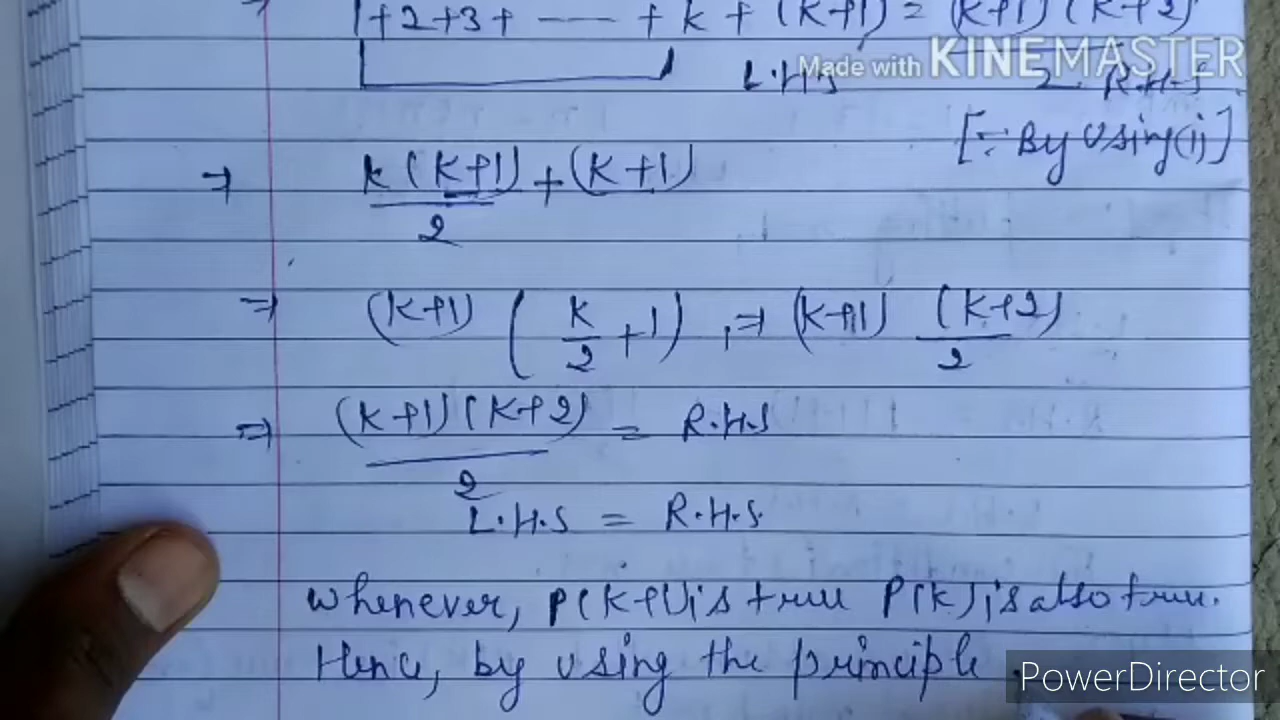 ⇒ 1+2+3+ ---- + k + (k+1) = (k+1)(k+2)
Made with KINEMASTER
L.H.S 2 R.H.S
[∵ By Using (i)]
⇒ k(k+1)/2 + (k+1)
⇒ (k+1) (k/2 + 1), ⇒ (k+1) (k+2)/2
⇒ (k+1)(k+2)/2 = R.H.S
L.H.S = R.H.S.
whenever, P(k+1) is true P(k) is also true.
Hence, by using the principle
PowerDirector